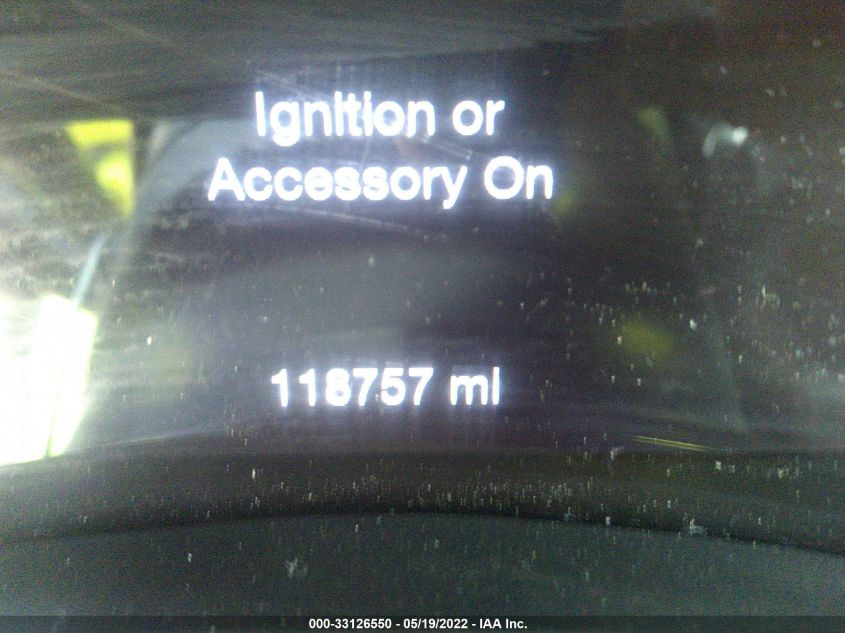 Ignition or
Accessory On
118757 mi
000-33126550 - 05/19/2022 - IAA Inc.